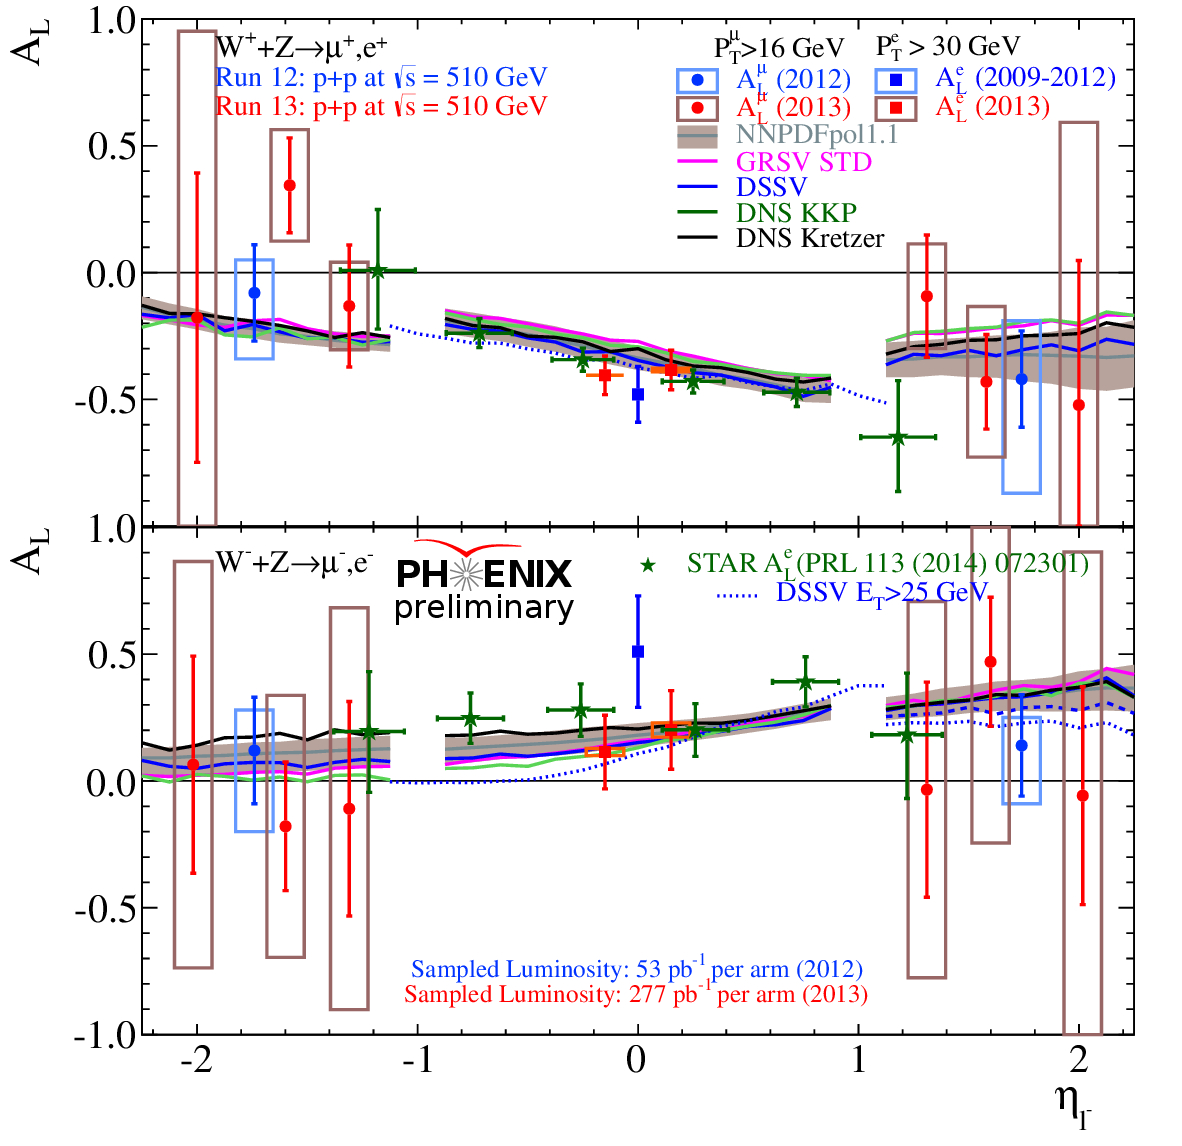 A_L
1.0
W⁺+Z→μ⁺,e⁺
P_T^μ>16 GeV
P_T^e > 30 GeV
Run 12: p+p at √s = 510 GeV
A_L^μ (2012)
A_L^e (2009-2012)
Run 13: p+p at √s = 510 GeV
A_L^μ (2013)
A_L^e (2013)
NNPDFpol1.1
0.5
GRSV STD
DSSV
DNS KKP
DNS Kretzer
0.0
-0.5
A_L
1.0
W⁻+Z→μ⁻,e⁻
PHENIX
preliminary
STAR A_L^e(PRL 113 (2014) 072301)
DSSV E_T>25 GeV
0.5
0.0
-0.5
Sampled Luminosity: 53 pb⁻¹ per arm (2012)
Sampled Luminosity: 277 pb⁻¹ per arm (2013)
-1.0
-2 -1 0 1 2
η_l⁻